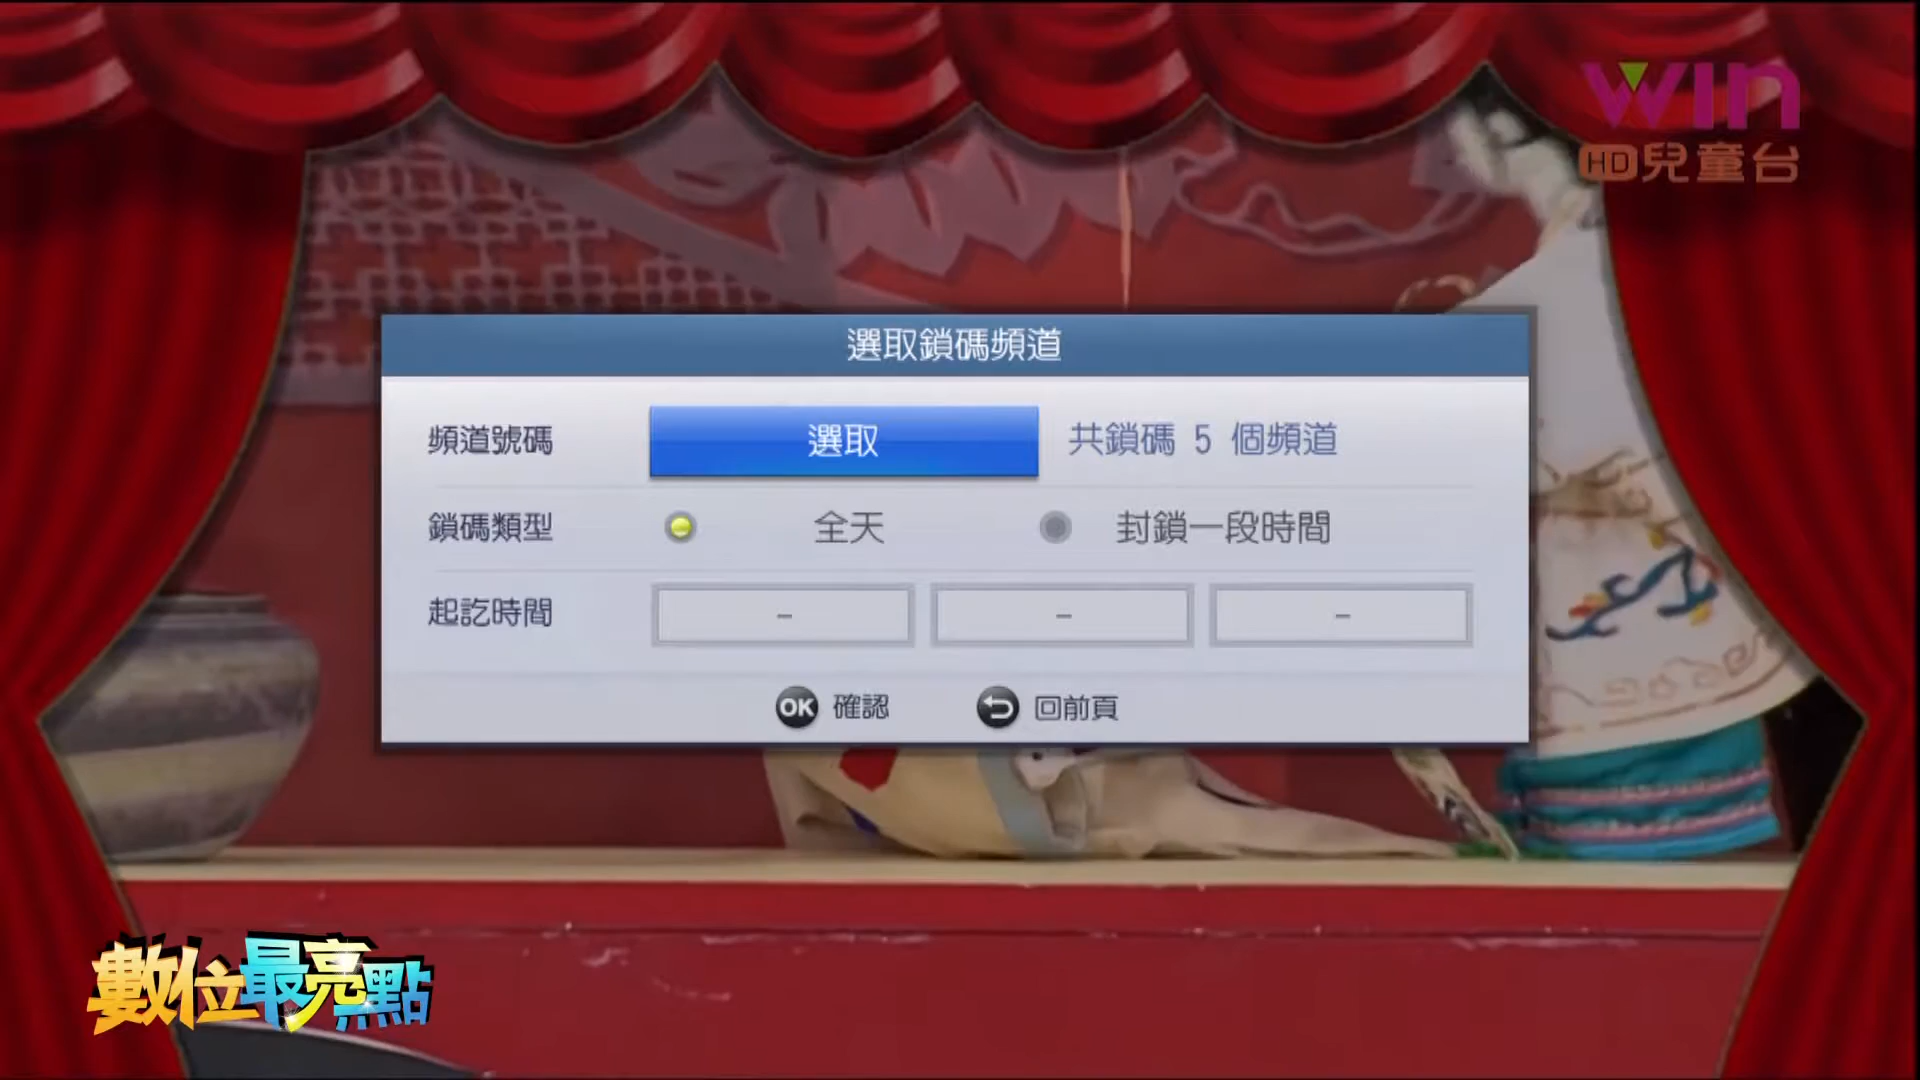 win
HD兒童台
選取鎖碼頻道
頻道號碼 選取 共鎖碼 5 個頻道
鎖碼類型 全天 封鎖一段時間
起訖時間 – – –
OK 確認 回前頁
數位最亮點